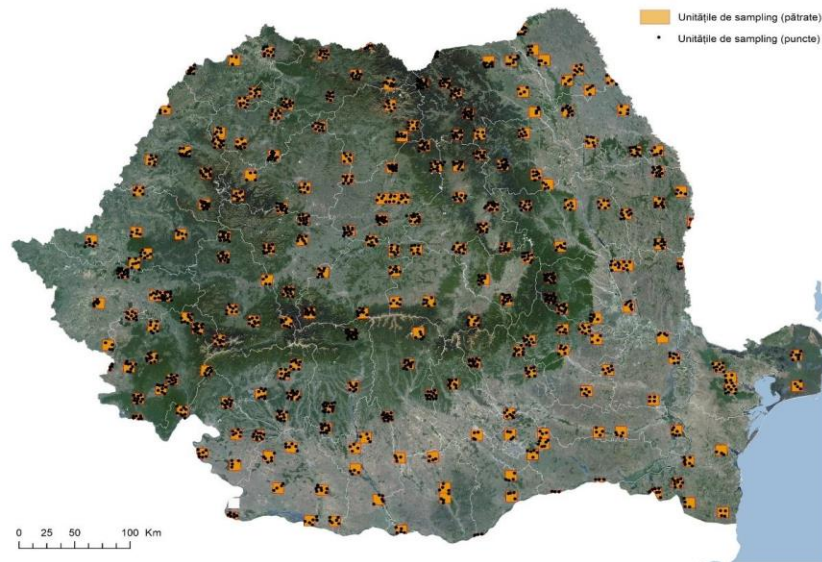 Unitățile de sampling (pătrate)
Unitățile de sampling (puncte)
0 25 50 100 Km